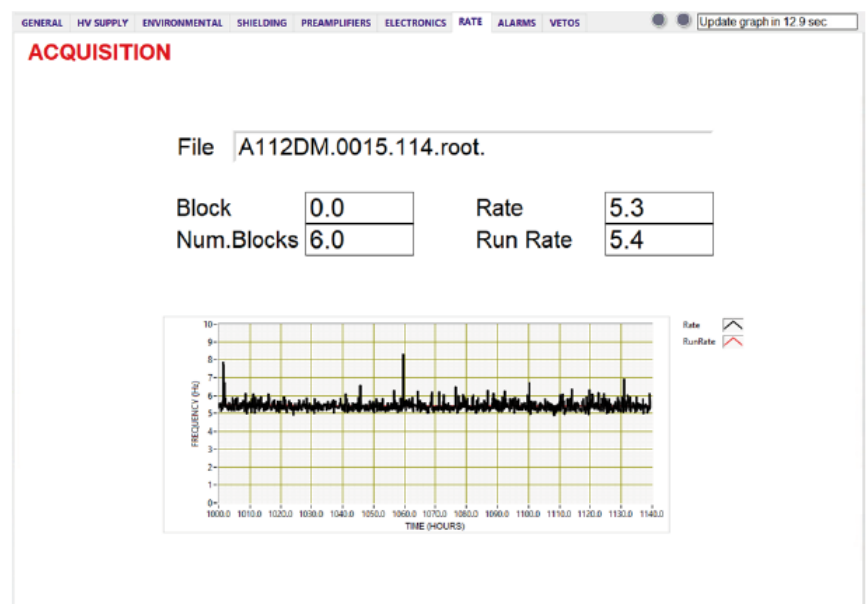 GENERAL HV SUPPLY ENVIRONMENTAL SHIELDING PREAMPLIFIERS ELECTRONICS RATE ALARMS VETOS Update graph in 12.9 sec
ACQUISITION
File A112DM.0015.114.root.
Block 0.0 Rate 5.3
Num.Blocks 6.0 Run Rate 5.4
Rate
RunRate
10
9
8
7
6
5
4
3
2
1
0
FREQUENCY (Hz)
1000.0 1010.0 1020.0 1030.0 1040.0 1050.0 1060.0 1070.0 1080.0 1090.0 1100.0 1110.0 1120.0 1130.0 1140.0
TIME (HOURS)